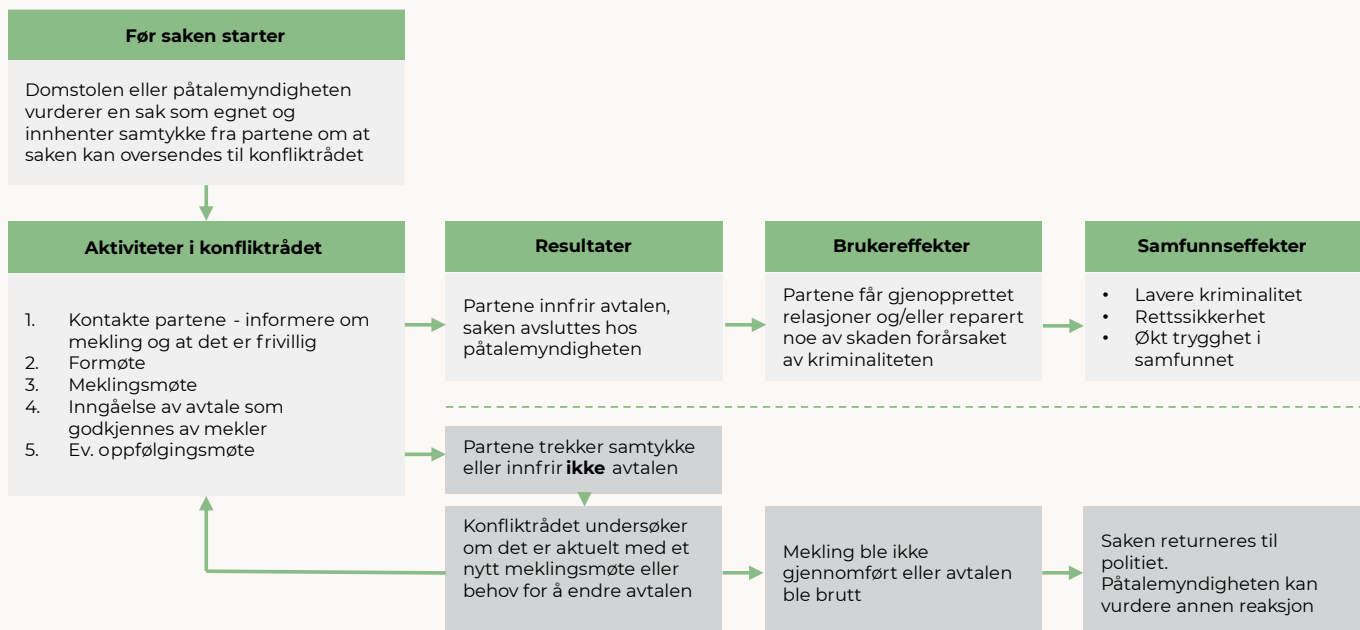 Før saken starter
Domstolen eller påtalemyndigheten
vurderer en sak som egnet og
innhenter samtykke fra partene om at
saken kan oversendes til konfliktrådet
Aktiviteter i konfliktrådet
1. Kontakte partene - informere om
mekling og at det er frivillig
2. Formøte
3. Meklingsmøte
4. Inngåelse av avtale som
godkjennes av mekler
5. Ev. oppfølgingsmøte
Resultater
Partene innfrir avtalen,
saken avsluttes hos
påtalemyndigheten
Brukereffekter
Partene får gjenopprettet
relasjoner og/eller reparert
noe av skaden forårsaket
av kriminaliteten
Samfunnseffekter
• Lavere kriminalitet
• Rettssikkerhet
• Økt trygghet i
samfunnet
Partene trekker samtykke
eller innfrir ikke avtalen
Konfliktrådet undersøker
om det er aktuelt med et
nytt meklingsmøte eller
behov for å endre avtalen
Mekling ble ikke
gjennomført eller avtalen
ble brutt
Saken returneres til
politiet.
Påtalemyndigheten kan
vurdere annen reaksjon